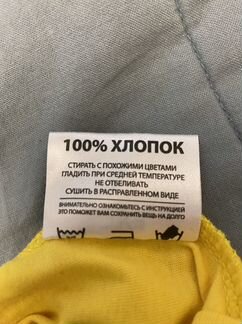 100% ХЛОПОК
СТИРАТЬ С ПОХОЖИМИ ЦВЕТАМИ
ГЛАДИТЬ ПРИ СРЕДНЕЙ ТЕМПЕРАТУРЕ
НЕ ОТБЕЛИВАТЬ
СУШИТЬ В РАСПРАВЛЕННОМ ВИДЕ
ВНИМАТЕЛЬНО ОЗНАКОМЬТЕСЬ С ИНСТРУКЦИЕЙ
ЭТО ПОМОЖЕТ ВАМ СОХРАНИТЬ ВЕЩЬ НА ДОЛГО